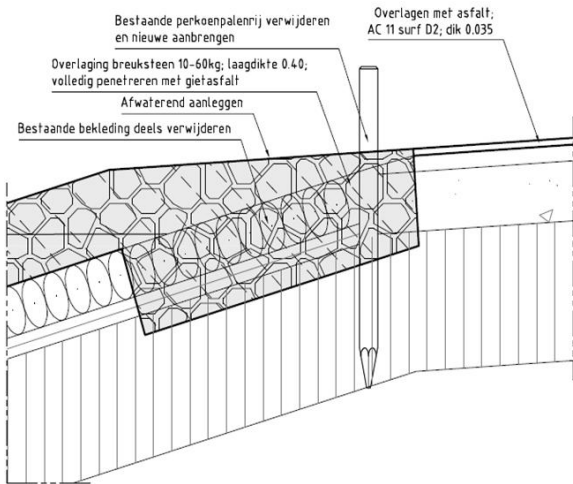 Bestaande perkoenpalenrij verwijderen
en nieuwe aanbrengen
Overlagen met asfalt;
AC 11 surf D2; dik 0.035
Overlaging breuksteen 10-60kg; laagdikte 0.40;
volledig penetreren met gietasfalt
Afwaterend aanleggen
Bestaande bekleding deels verwijderen